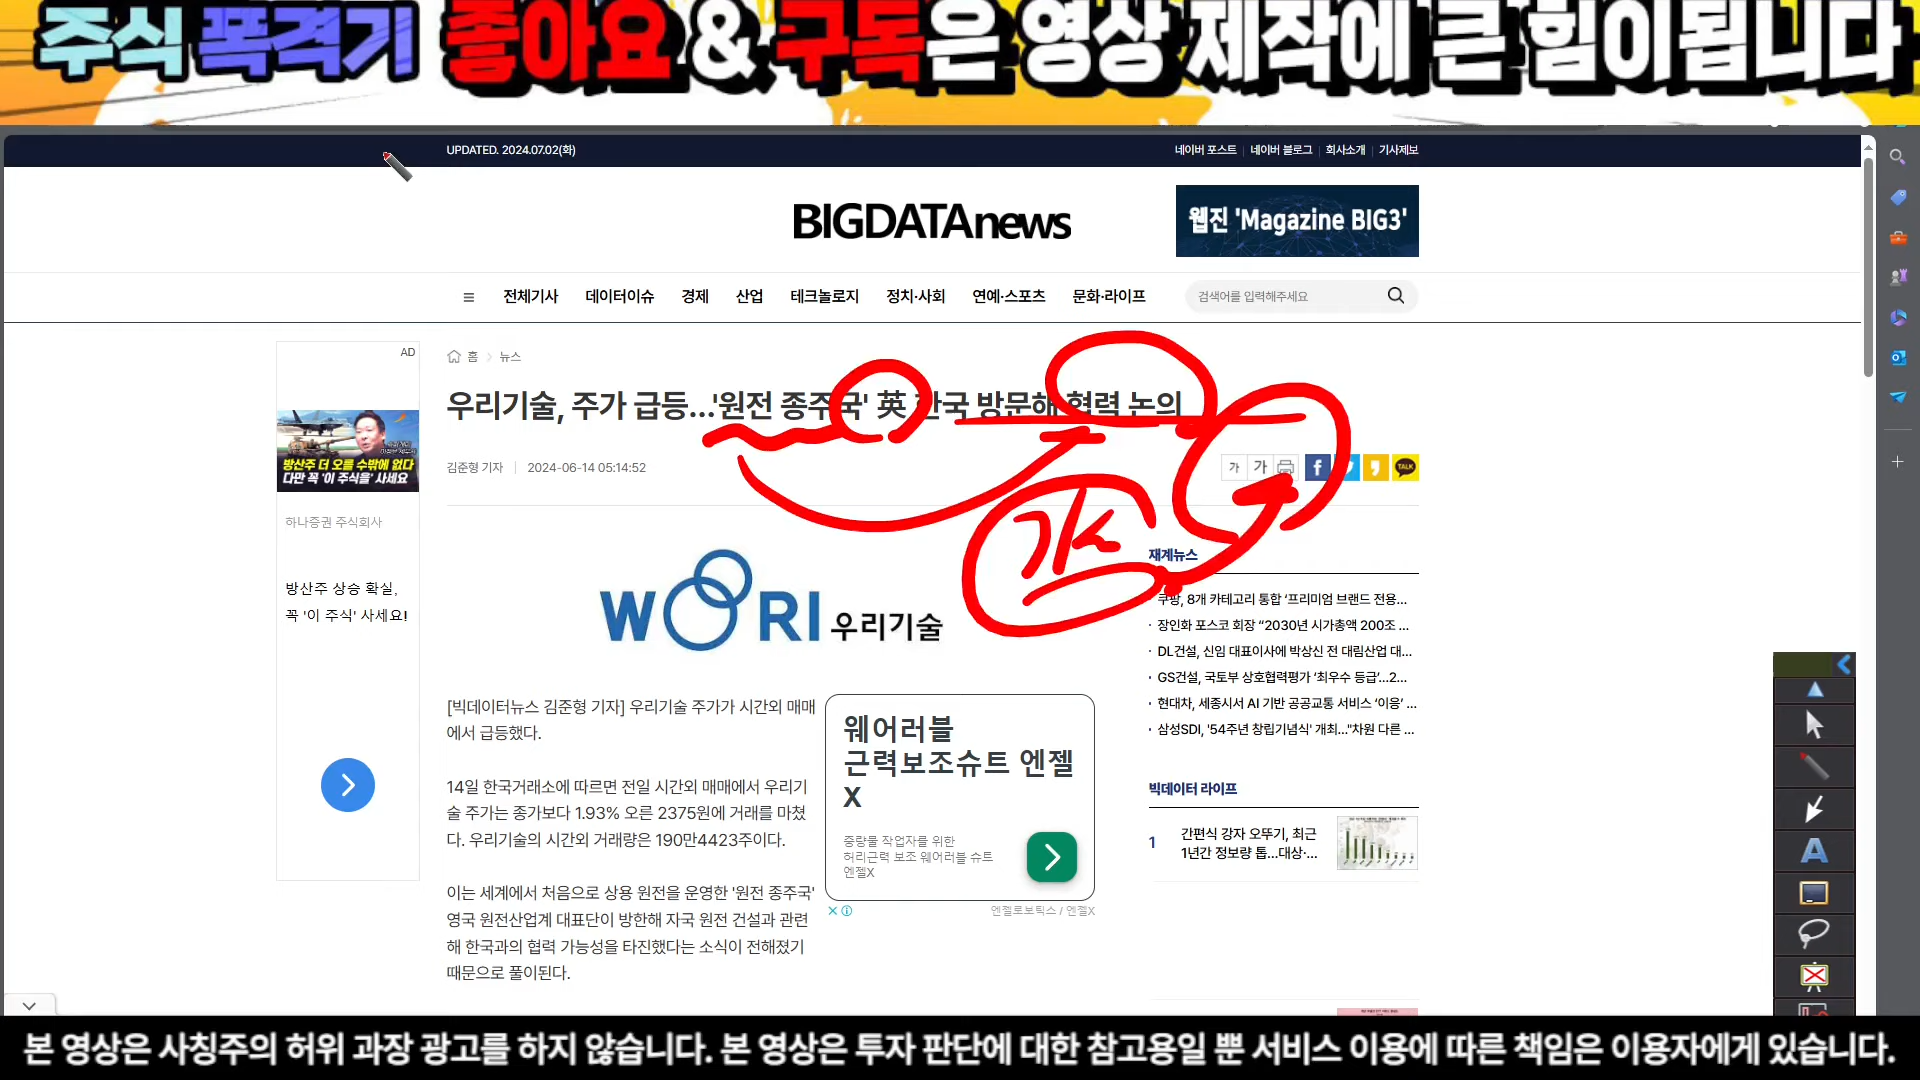 주식 폭격기 좋아요 & 구독은 영상 제작에 큰 힘이됩니다
UPDATED. 2024.07.02(화)
네이버 포스트 | 네이버 블로그 | 회사소개 | 기사제보
BIGDATAnews
웹진 'Magazine BIG3'
전체기사 데이터이슈 경제 산업 테크놀로지 정치·사회 연예·스포츠 문화·라이프
검색어를 입력해주세요
AD
홈 > 뉴스
우리기술, 주가 급등...'원전 종주국' 英 한국 방문해 협력 논의
김준형 기자 | 2024-06-14 05:14:52
가 가
TALK
방산주 더 오를 수밖에 없다
다만 꼭 '이 주식'을 사세요
하나증권 주식회사
방산주 상승 확실,
꼭 '이 주식' 사세요!
WOORI 우리기술
[빅데이터뉴스 김준형 기자] 우리기술 주가가 시간외 매매
에서 급등했다.
14일 한국거래소에 따르면 전일 시간외 매매에서 우리기
술 주가는 종가보다 1.93% 오른 2375원에 거래를 마쳤
다. 우리기술의 시간외 거래량은 190만4423주이다.
이는 세계에서 처음으로 상용 원전을 운영한 '원전 종주국'
영국 원전산업계 대표단이 방한해 자국 원전 건설과 관련
해 한국과의 협력 가능성을 타진했다는 소식이 전해졌기
때문으로 풀이된다.
웨어러블
근력보조슈트 엔젤
X
중량물 작업자를 위한
허리근력 보조 웨어러블 슈트
엔젤X
엔젤로보틱스 / 엔젤X
재계뉴스
· 쿠팡, 8개 카테고리 통합 ‘프리미엄 브랜드 전용...
· 장인화 포스코 회장 “2030년 시가총액 200조 ...
· DL건설, 신임 대표이사에 박상신 전 대림산업 대...
· GS건설, 국토부 상호협력평가 ‘최우수 등급’...2...
· 현대차, 세종시서 AI 기반 공공교통 서비스 ‘이응’ ...
· 삼성SDI, '54주년 창립기념식' 개최..."차원 다른 ...
빅데이터 라이프
1 간편식 강자 오뚜기, 최근
1년간 정보량 톱...대상·...
본 영상은 사칭주의 허위 과장 광고를 하지 않습니다. 본 영상은 투자 판단에 대한 참고용일 뿐 서비스 이용에 따른 책임은 이용자에게 있습니다.